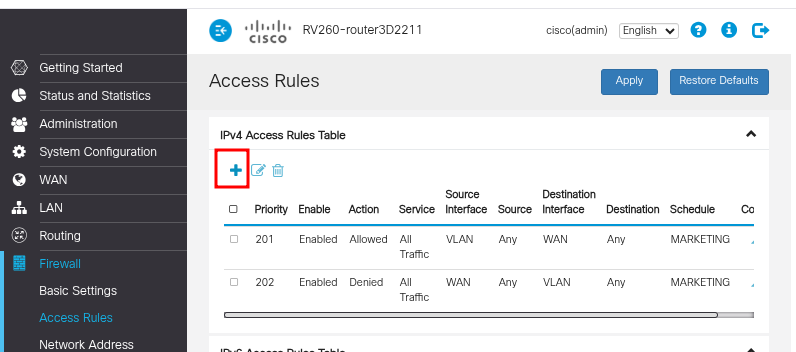 cisco
RV260-router3D2211
cisco(admin)
English
Getting Started
Status and Statistics
Administration
System Configuration
WAN
LAN
Routing
Firewall
Basic Settings
Access Rules
Network Address
Access Rules
Apply
Restore Defaults
IPv4 Access Rules Table
Priority Enable Action Service Source Interface Source Destination Interface Destination Schedule Co
201 Enabled Allowed All Traffic VLAN Any WAN Any MARKETING
202 Enabled Denied All Traffic WAN Any VLAN Any MARKETING
IPv6 Access Rules Table